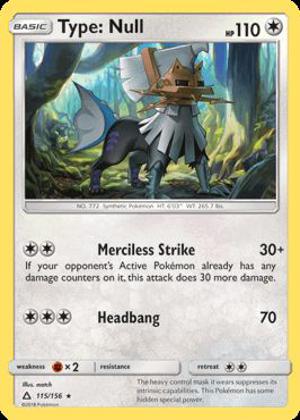 BASIC
Type: Null
HP 110
NO. 772 Synthetic Pokémon HT: 6'03" WT: 265.7 lbs.
Merciless Strike 30+
If your opponent's Active Pokémon already has any
damage counters on it, this attack does 30 more damage.
Headbang 70
weakness × 2 resistance retreat
Illus. match
115/156 ★
©2018 Pokémon
The heavy control mask it wears suppresses its
intrinsic capabilities. This Pokémon has some
hidden special power.